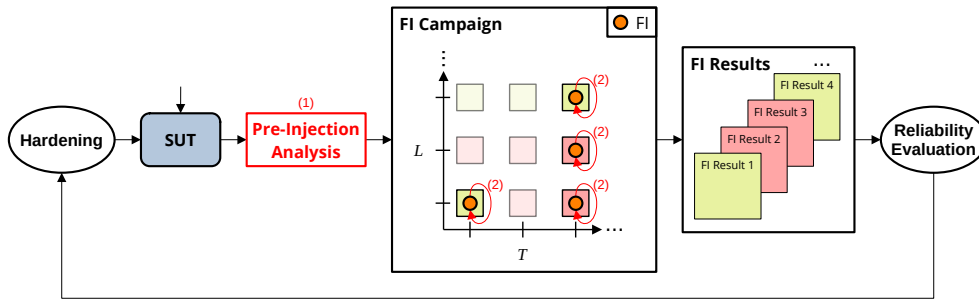 FI Campaign
FI
(1)
Hardening
SUT
Pre-Injection
Analysis
L
T
(2)
(2)
(2)
(2)
...
...
FI Results
...
FI Result 4
FI Result 3
FI Result 2
FI Result 1
Reliability
Evaluation